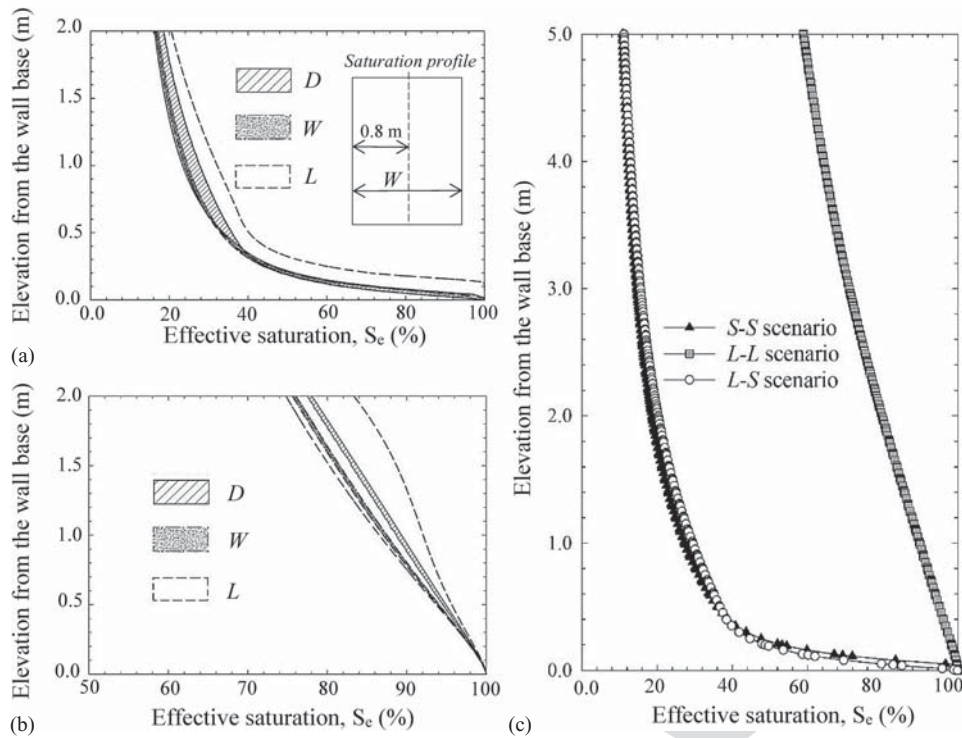 2.0
1.5
1.0
0.5
0.0
Elevation from the wall base (m)
D
W
L
Saturation profile
0.8 m
W
0.0 20 40 60 80 100
Effective saturation, Se (%)
(a)
2.0
1.5
1.0
0.5
0.0
Elevation from the wall base (m)
D
W
L
50 60 70 80 90 100
Effective saturation, Se (%)
(b)
5.0
4.0
3.0
2.0
1.0
0.0
Elevation from the wall base (m)
S-S scenario
L-L scenario
L-S scenario
0.0 20 40 60 80 100
Effective saturation, Se (%)
(c)